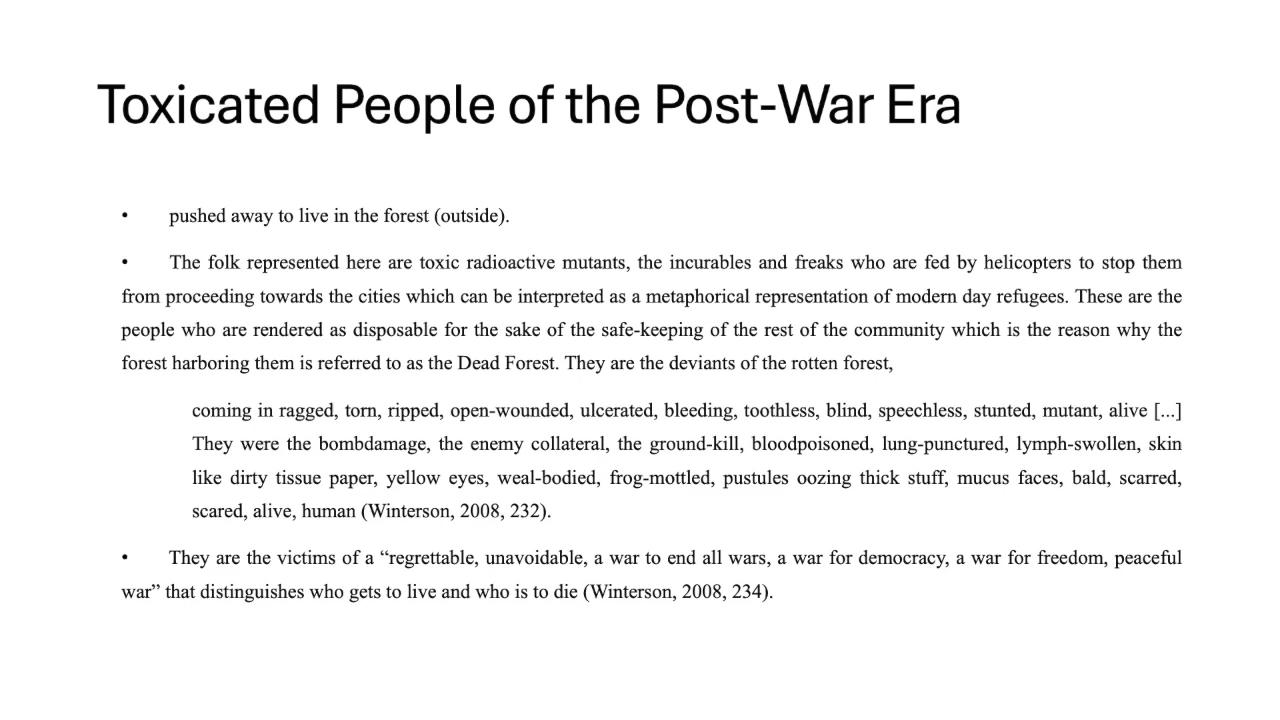 Toxicated People of the Post-War Era
• pushed away to live in the forest (outside).
• The folk represented here are toxic radioactive mutants, the incurables and freaks who are fed by helicopters to stop them
from proceeding towards the cities which can be interpreted as a metaphorical representation of modern day refugees. These are the
people who are rendered as disposable for the sake of the safe-keeping of the rest of the community which is the reason why the
forest harboring them is referred to as the Dead Forest. They are the deviants of the rotten forest,
coming in ragged, torn, ripped, open-wounded, ulcerated, bleeding, toothless, blind, speechless, stunted, mutant, alive [...]
They were the bombdamage, the enemy collateral, the ground-kill, bloodpoisoned, lung-punctured, lymph-swollen, skin
like dirty tissue paper, yellow eyes, weal-bodied, frog-mottled, pustules oozing thick stuff, mucus faces, bald, scarred,
scared, alive, human (Winterson, 2008, 232).
• They are the victims of a “regrettable, unavoidable, a war to end all wars, a war for democracy, a war for freedom, peaceful
war” that distinguishes who gets to live and who is to die (Winterson, 2008, 234).